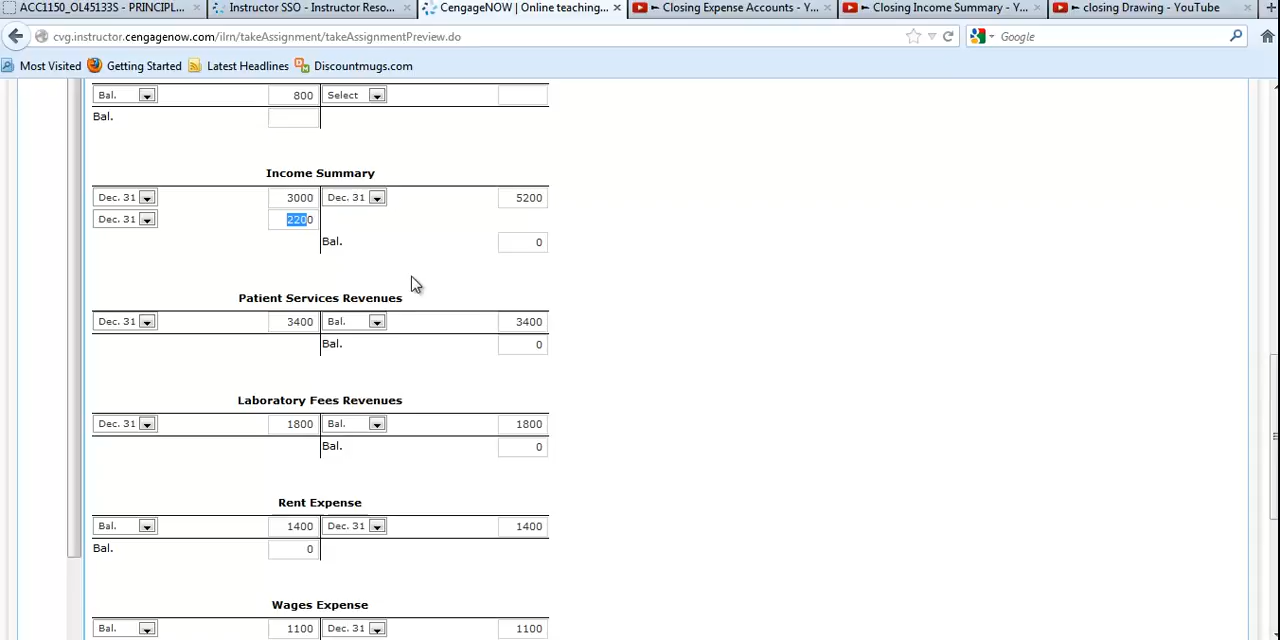 ACC1150_OL45133S - PRINCIPL... × Instructor SSO - Instructor Reso... × CengageNOW | Online teaching... × Closing Expense Accounts - Y... × Closing Income Summary - Y... × closing Drawing - YouTube × +
cvg.instructor.cengagenow.com/ilrn/takeAssignment/takeAssignmentPreview.do Google
Most Visited Getting Started Latest Headlines Discountmugs.com
Bal. 800 Select
Bal.
Income Summary
Dec. 31 3000 Dec. 31 5200
Dec. 31 2200
Bal. 0
Patient Services Revenues
Dec. 31 3400 Bal. 3400
Bal. 0
Laboratory Fees Revenues
Dec. 31 1800 Bal. 1800
Bal. 0
Rent Expense
Bal. 1400 Dec. 31 1400
Bal. 0
Wages Expense
Bal. 1100 Dec. 31 1100